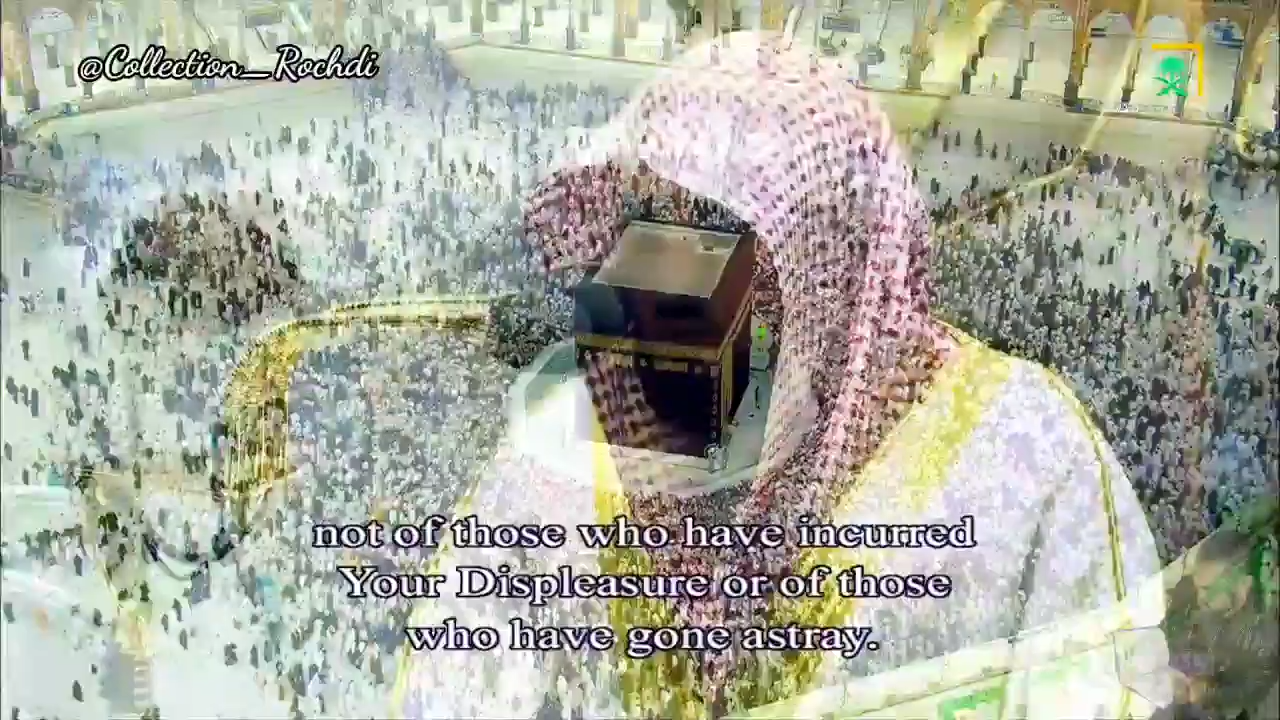 @Collection_Rochdi
not of those who have incurred
Your Displeasure or of those
who have gone astray.